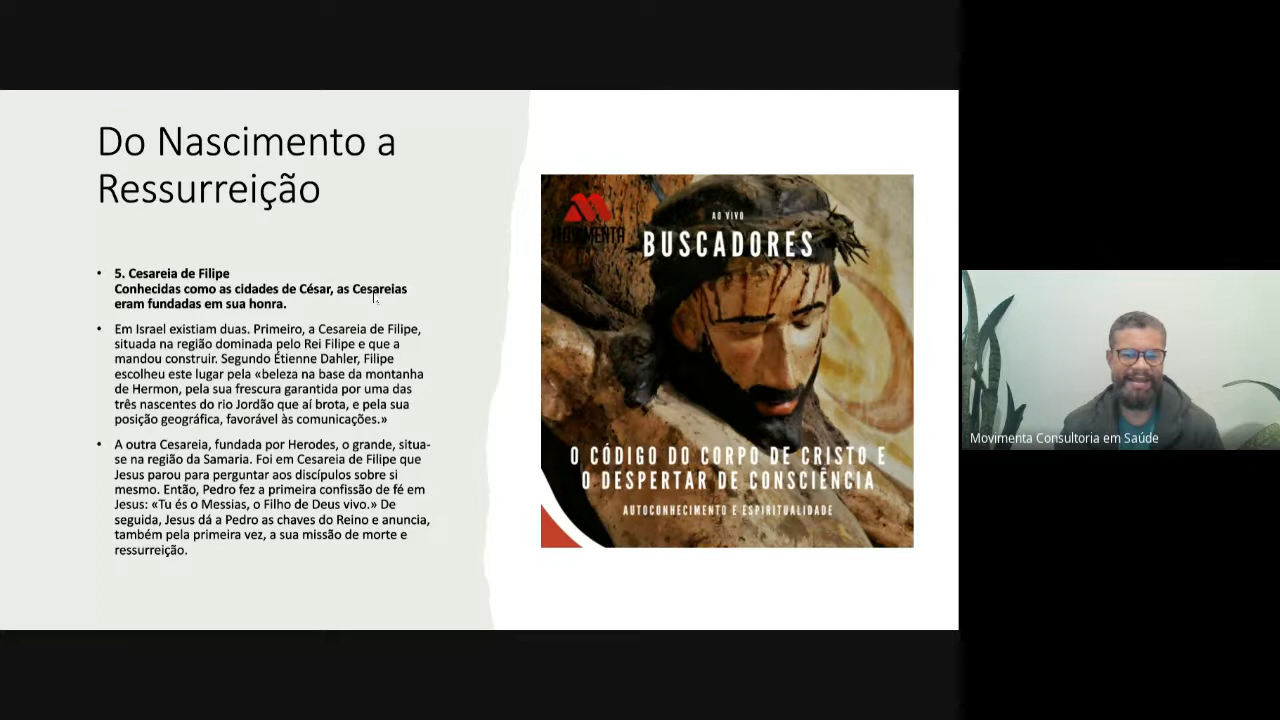 Do Nascimento a
Ressurreição
• 5. Cesareia de Filipe
Conhecidas como as cidades de César, as Cesareias
eram fundadas em sua honra.
• Em Israel existiam duas. Primeiro, a Cesareia de Filipe,
situada na região dominada pelo Rei Filipe e que a
mandou construir. Segundo Étienne Dahler, Filipe
escolheu este lugar pela «beleza na base da montanha
de Hermon, pela sua frescura garantida por uma das
três nascentes do rio Jordão que aí brota, e pela sua
posição geográfica, favorável às comunicações.»
• A outra Cesareia, fundada por Herodes, o grande, situa-
se na região da Samaria. Foi em Cesareia de Filipe que
Jesus parou para perguntar aos discípulos sobre si
mesmo. Então, Pedro fez a primeira confissão de fé em
Jesus: «Tu és o Messias, o Filho de Deus vivo.» De
seguida, Jesus dá a Pedro as chaves do Reino e anuncia,
também pela primeira vez, a sua missão de morte e
ressurreição.
MOVIMENTA
AO VIVO
BUSCADORES
O CÓDIGO DO CORPO DE CRISTO E
O DESPERTAR DE CONSCIÊNCIA
AUTOCONHECIMENTO E ESPIRITUALIDADE
Movimenta Consultoria em Saúde